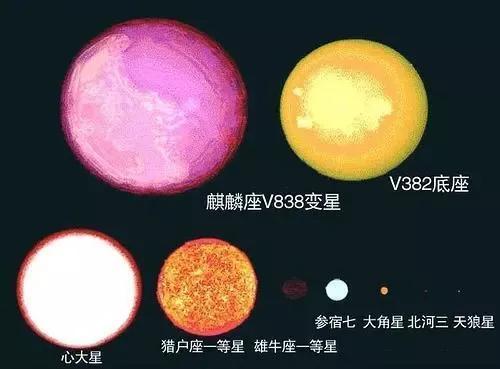 麒麟座V838变星
V382底座
心大星
猎户座一等星
雄牛座一等星
参宿七
大角星
北河三
天狼星